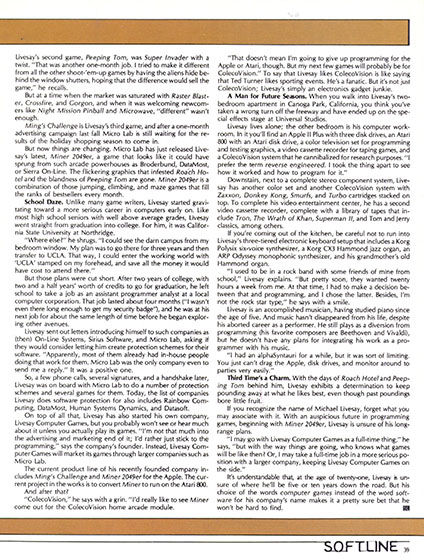 Livesay's second game, Peeping Tom, was Super Invader with a
twist. "That was another one-month job. I tried to make it different
from all the other shoot-'em-up games by having the aliens hide be-
hind the window shutters, hoping that the difference would sell the
game," he recalls.
But at a time when the market was saturated with Raster Blast-
er, Crossfire, and Gorgon, and when it was welcoming newcom-
ers like Night Mission Pinball and Microwave, "different" wasn't
enough.
Ming's Challenge is Livesay's third game, and after a one-month
advertising campaign last fall Micro Lab is still waiting for the re-
sults of the holiday shopping season to come in.
But now things are changing. Micro Lab has just released Live-
say's latest, Miner 2049er, a game that looks like it could have
sprung from such arcade powerhouses as Broderbund, DataMost,
or Sierra On-Line. The flickering graphics that infested Roach Ho-
tel and the blandness of Peeping Tom are gone. Miner 2049er is a
combination of those jumping, climbing, and maze games that fill
the ranks of bestsellers every month.
School Daze. Unlike many game writers, Livesay started gravi-
tating toward a more serious career in computers early on. Like
most high school seniors with well above average grades, Livesay
went straight from graduation into college. For him, it was Califor-
nia State University at Northridge.
"Where else?" he shrugs. "I could see the darn campus from my
bedroom window. My plan was to go there for three years and then
transfer to UCLA. That way, I could enter the working world with
'UCLA' stamped on my forehead, and save all the money it would
have cost to attend there."
But those plans were cut short. After two years of college, with
two and a half years' worth of credits to go for graduation, he left
school to take a job as an assistant programmer analyst at a local
computer corporation. That job lasted about four months ("I wasn't
even there long enough to get my security badge"), and he was at his
next job for about the same length of time before he began explor-
ing other avenues.
Livesay sent out letters introducing himself to such companies as
(then) On-Line Systems, Sirius Software, and Micro Lab, asking if
they would consider letting him create protection schemes for their
software. "Apparently, most of them already had in-house people
doing that work for them. Micro Lab was the only company even to
send me a reply." It was a positive one.
So, a few phone calls, several signatures, and a handshake later,
Livesay was on board with Micro Lab to do a number of protection
schemes and several games for them. Today, the list of companies
Livesay does software protection for also includes Rainbow Com-
puting, DataMost, Human Systems Dynamics, and Datasoft.
On top of all that, Livesay has also started his own company,
Livesay Computer Games, but you probably won't see or hear much
about it unless you actually play its games. "I'm not that much into
the advertising and marketing end of it; I'd rather just stick to the
programming," says the company's founder. Instead, Livesay Com-
puter Games will market its games through larger companies such as
Micro Lab.
The current product line of his recently founded company in-
cludes Ming's Challenge and Miner 2049er for the Apple. The cur-
rent project in the works is to convert Miner to run on the Atari 800.
And after that?
"ColecoVision," he says with a grin. "I'd really like to see Miner
come out for the ColecoVision home arcade module.
"That doesn't mean I'm going to give up programming for the
Apple or Atari, though. But my next few games will probably be for
ColecoVision." To say that Livesay likes ColecoVision is like saying
that Ted Turner likes sporting events. He's a fanatic. But it's not just
ColecoVision; Livesay's simply an electronics gadget junkie.
A Man for Future Seasons. When you walk into Livesay's two-
bedroom apartment in Canoga Park, California, you think you've
taken a wrong turn off the freeway and have ended up on the spe-
cial effects stage at Universal Studios.
Livesay lives alone; the other bedroom is his computer work-
room. In it you'll find an Apple II Plus with three disk drives, an Atari
800 with an Atari disk drive, a color television set for programming
and testing graphics, a video cassette recorder for taping games, and
a ColecoVision system that he cannibalized for research purposes. "I
prefer the term reverse engineered. I took the thing apart to see
how it worked and how to program for it."
Downstairs, next to a complete stereo component system, Live-
say has another color set and another ColecoVision system with
Zaxxon, Donkey Kong, Smurfs, and Turbo cartridges stacked on
top. To complete his video-entertainment center, he has a second
video cassette recorder, complete with a library of tapes that in-
clude Tron, The Wrath of Khan, Superman II, and Tom and Jerry
classics, among others.
If you're coming out of the kitchen, be careful not to run into
Livesay's three-tiered electronic keyboard setup that includes a Korg
Polysix six-voice synthesizer, a Korg CX3 Hammond jazz organ, an
ARP Odyssey monophonic synthesizer, and his grandmother's old
Hammond organ.
"I used to be in a rock band with some friends of mine from
school," Livesay explains. "But pretty soon, they wanted twenty
hours a week from me. At that time, I had to make a decision be-
tween that and programming, and I chose the latter. Besides, I'm
not the rock star type," he says with a smile.
Livesay is an accomplished musician, having studied piano since
the age of five. And music hasn't disappeared from his life, despite
his aborted career as a performer. He still plays as a diversion from
programming (his favorite composers are Beethoven and Vivaldi),
but he doesn't have any plans for integrating his work as a pro-
grammer with his music.
"I had an alphaSyntauri for a while, but it was sort of limiting.
You just can't drag the Apple, disk drives, and monitor around to
parties very easily."
Third Time's a Charm. With the days of Roach Hotel and Peep-
ing Tom behind him, Livesay exhibits a determination to keep
pounding away at what he likes best, even though past poundings
bore little fruit.
If you recognize the name of Michael Livesay, forget what you
may associate with it. With an auspicious future in programming
games, beginning with Miner 2049er, Livesay is unsure of his long-
range plans.
"I may go with Livesay Computer Games as a full-time thing," he
says, "but with the way things are going, who knows what games
will be like then? Or, I may take a full-time job in a more serious po-
sition with a larger company, keeping Livesay Computer Games on
the side."
It's understandable that, at the age of twenty-one, Livesay is un-
sure of where he'll be five or ten years down the road. But his
choice of the words computer games instead of the word soft-
ware for his company's name makes it a pretty sure bet that he
won't be hard to find.
SOFTLINE 39